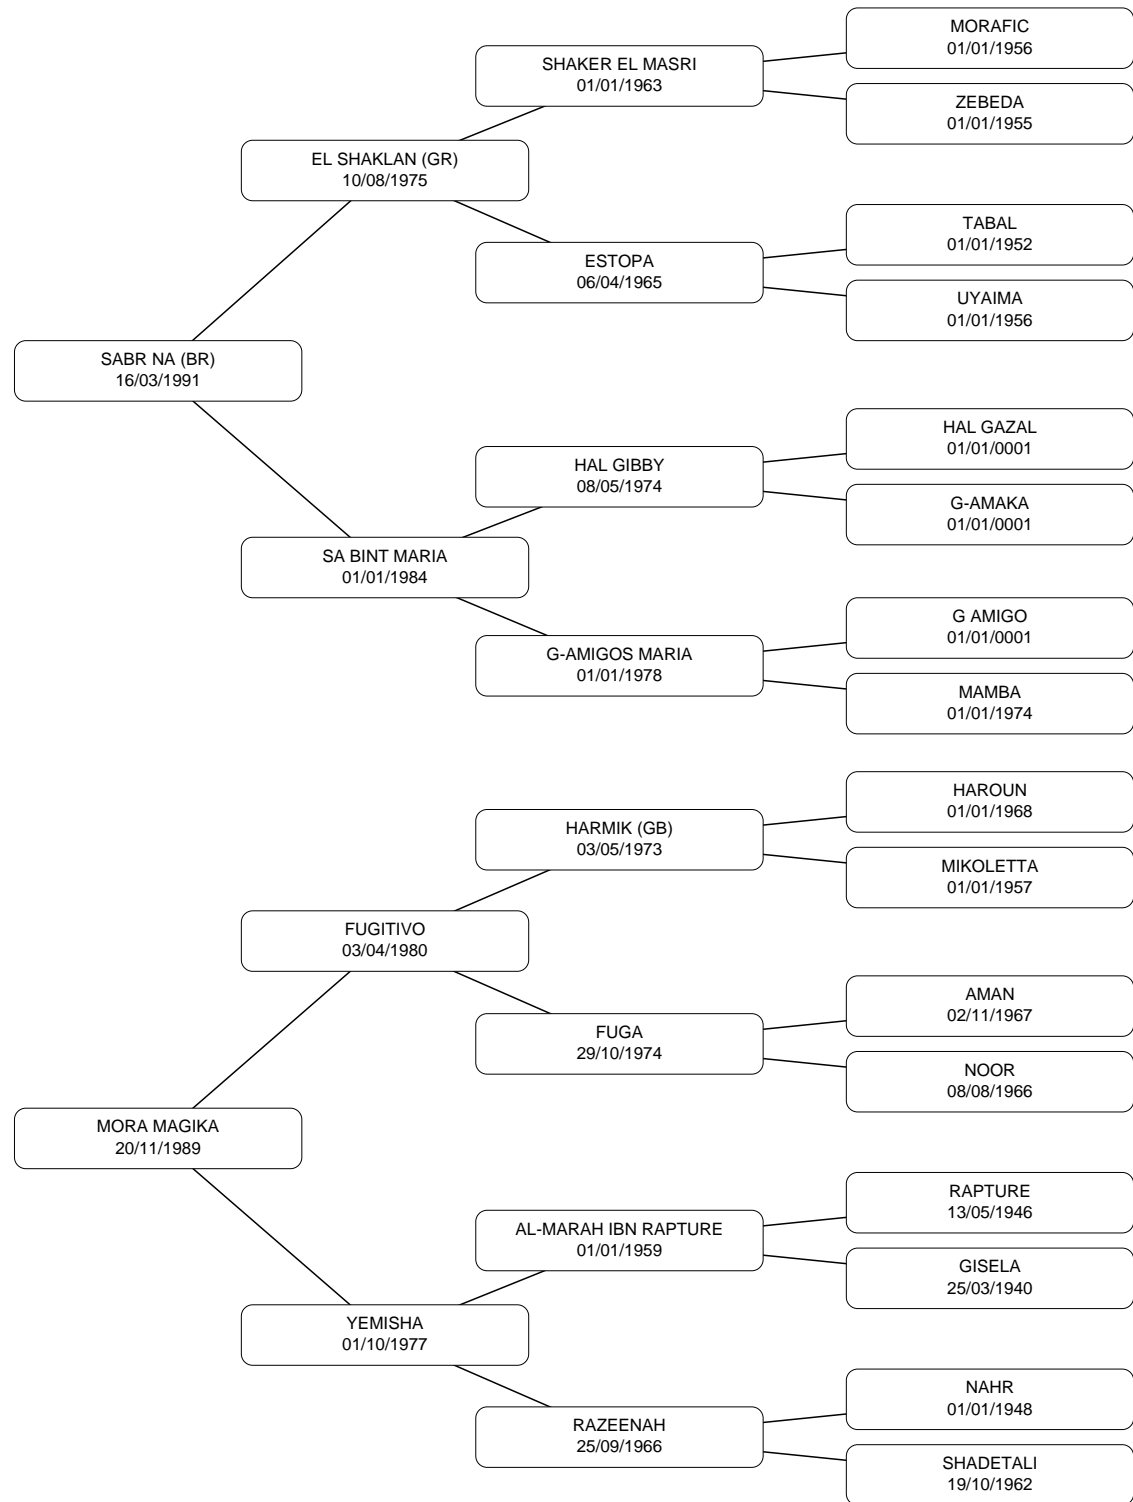 MORAFIC
01/01/1956
SHAKER EL MASRI
01/01/1963
ZEBEDA
01/01/1955
EL SHAKLAN (GR)
10/08/1975
TABAL
01/01/1952
ESTOPA
06/04/1965
UYAIMA
01/01/1956
SABR NA (BR)
16/03/1991
HAL GAZAL
01/01/0001
HAL GIBBY
08/05/1974
G-AMAKA
01/01/0001
SA BINT MARIA
01/01/1984
G AMIGO
01/01/0001
G-AMIGOS MARIA
01/01/1978
MAMBA
01/01/1974
HAROUN
01/01/1968
HARMIK (GB)
03/05/1973
MIKOLETTA
01/01/1957
FUGITIVO
03/04/1980
AMAN
02/11/1967
FUGA
29/10/1974
NOOR
08/08/1966
MORA MAGIKA
20/11/1989
RAPTURE
13/05/1946
AL-MARAH IBN RAPTURE
01/01/1959
GISELA
25/03/1940
YEMISHA
01/10/1977
NAHR
01/01/1948
RAZEENAH
25/09/1966
SHADETALI
19/10/1962